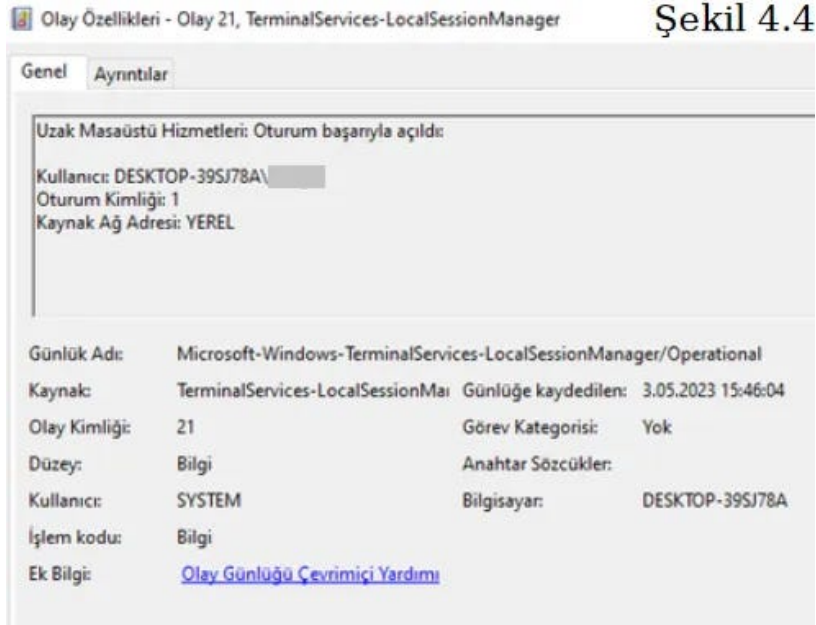 Olay Özellikleri - Olay 21, TerminalServices-LocalSessionManager
Şekil 4.4
Genel Ayrıntılar
Uzak Masaüstü Hizmetleri: Oturum başarıyla açıldı:
Kullanıcı: DESKTOP-39SJ78A\
Oturum Kimliği: 1
Kaynak Ağ Adresi: YEREL
Günlük Adı: Microsoft-Windows-TerminalServices-LocalSessionManager/Operational
Kaynak: TerminalServices-LocalSessionMar Günlüğe kaydedilen: 3.05.2023 15:46:04
Olay Kimliği: 21 Görev Kategorisi: Yok
Düzey: Bilgi Anahtar Sözcükler:
Kullanıcı: SYSTEM Bilgisayar: DESKTOP-39SJ78A
İşlem kodu: Bilgi
Ek Bilgi: Olay Günlüğü Çevrimiçi Yardımı